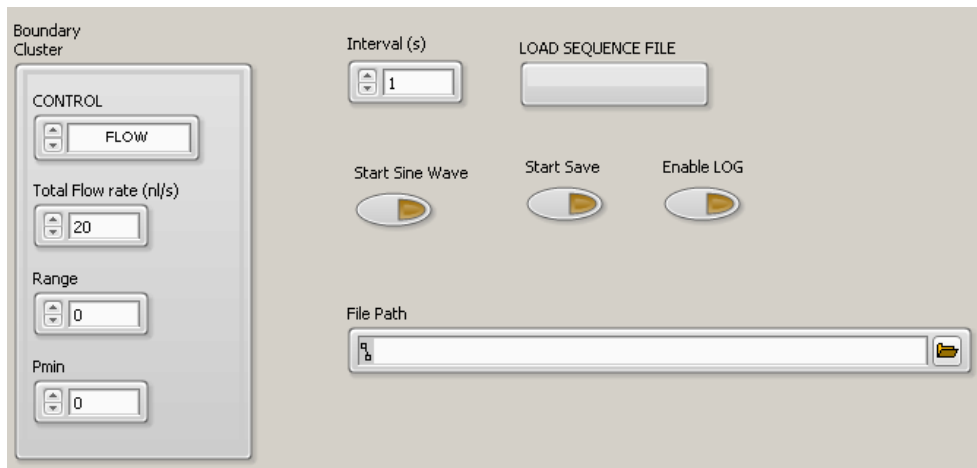 Boundary
Cluster
CONTROL
FLOW
Total Flow rate (nl/s)
20
Range
0
Pmin
0
Interval (s)
1
LOAD SEQUENCE FILE
Start Sine Wave
Start Save
Enable LOG
File Path